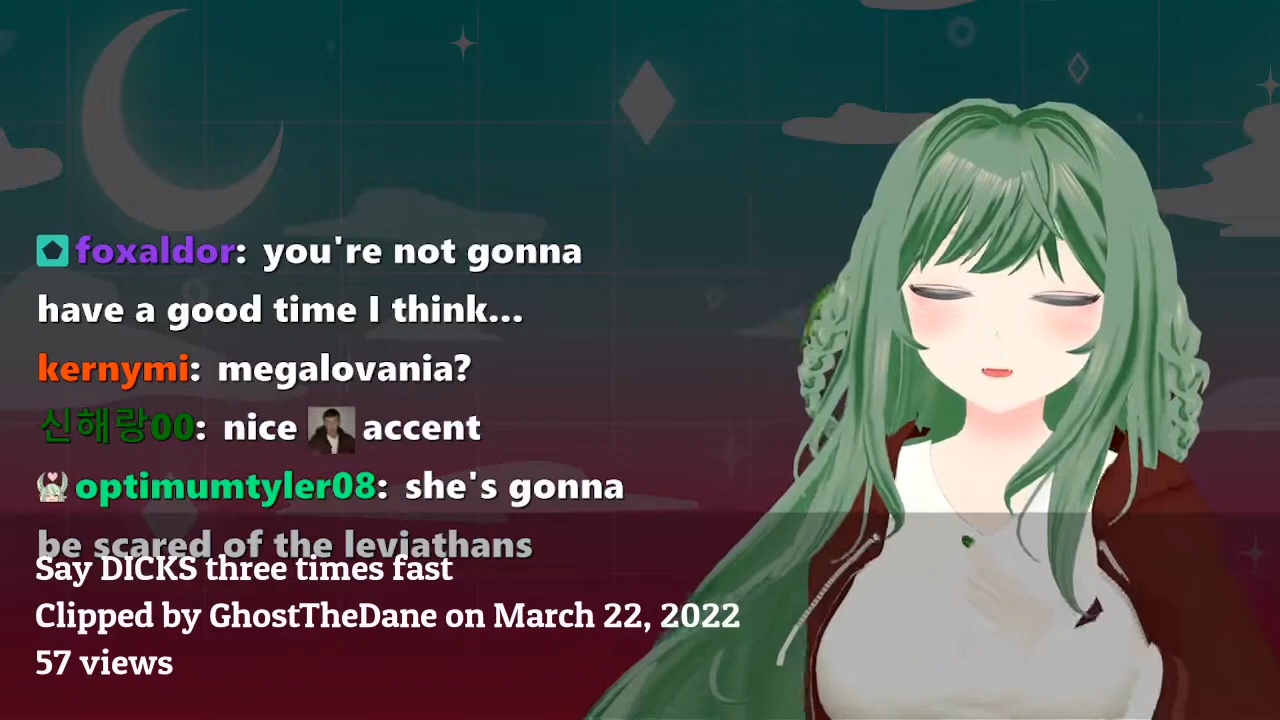 foxaldor: you're not gonna
have a good time I think...
kernymi: megalovania?
신해랑00: nice accent
optimumtyler08: she's gonna
be scared of the leviathans
Say DICKS three times fast
Clipped by GhostTheDane on March 22, 2022
57 views